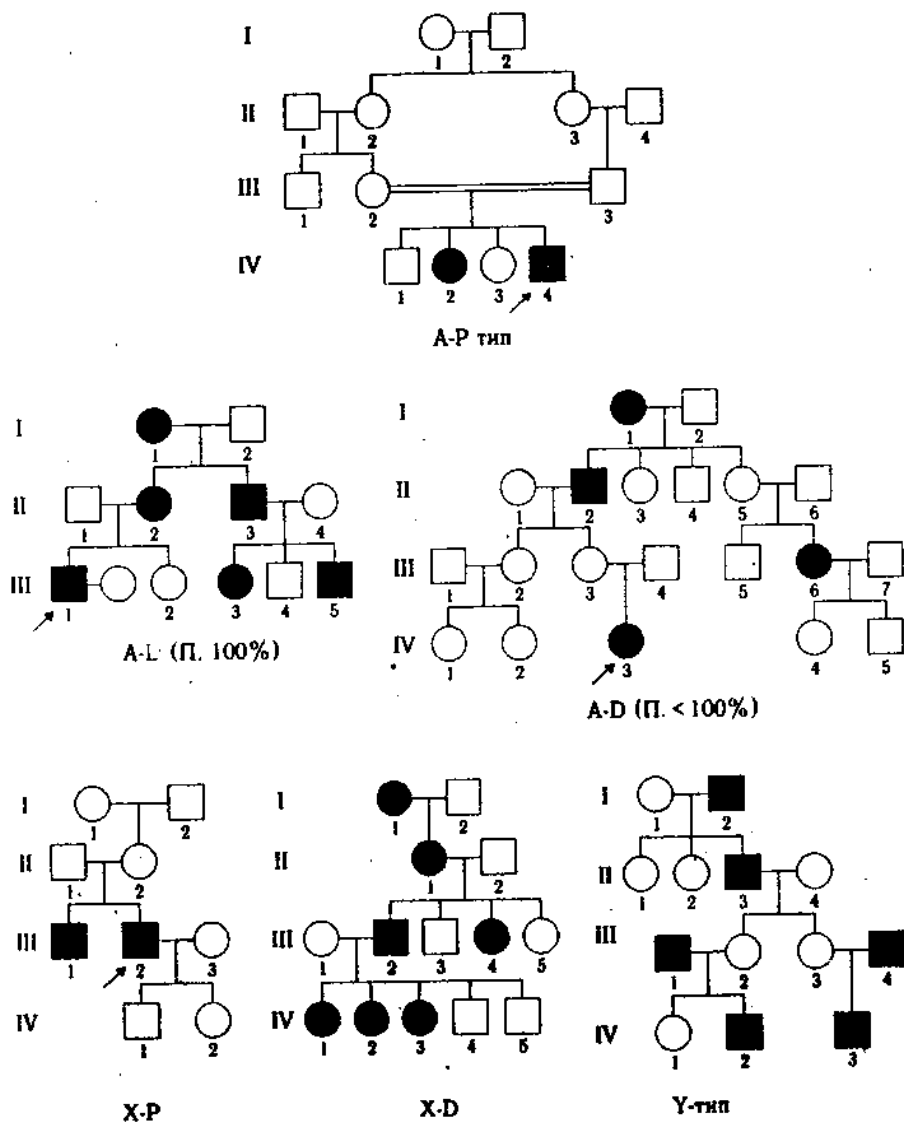 I
1 2
II
1 2 3 4
III
1 2 3
IV
1 2 3 4
А-Р тип
I
1 2
II
1 2 3 4
III
1 2 3 4 5
A-L (П. 100%)
I
1 2
II
1 2 3 4 5 6
III
1 2 3 4 5 6 7
IV
1 2 3 4 5
A-D (П. < 100%)
I
1 2
II
1 2
III
1 2 3
IV
1 2
X-P
I
1 2
II
1 2
III
1 2 3 4 5
IV
1 2 3 4 5
X-D
I
1 2
II
1 2 3 4
III
1 2 3 4
IV
1 2 3
Y-тип